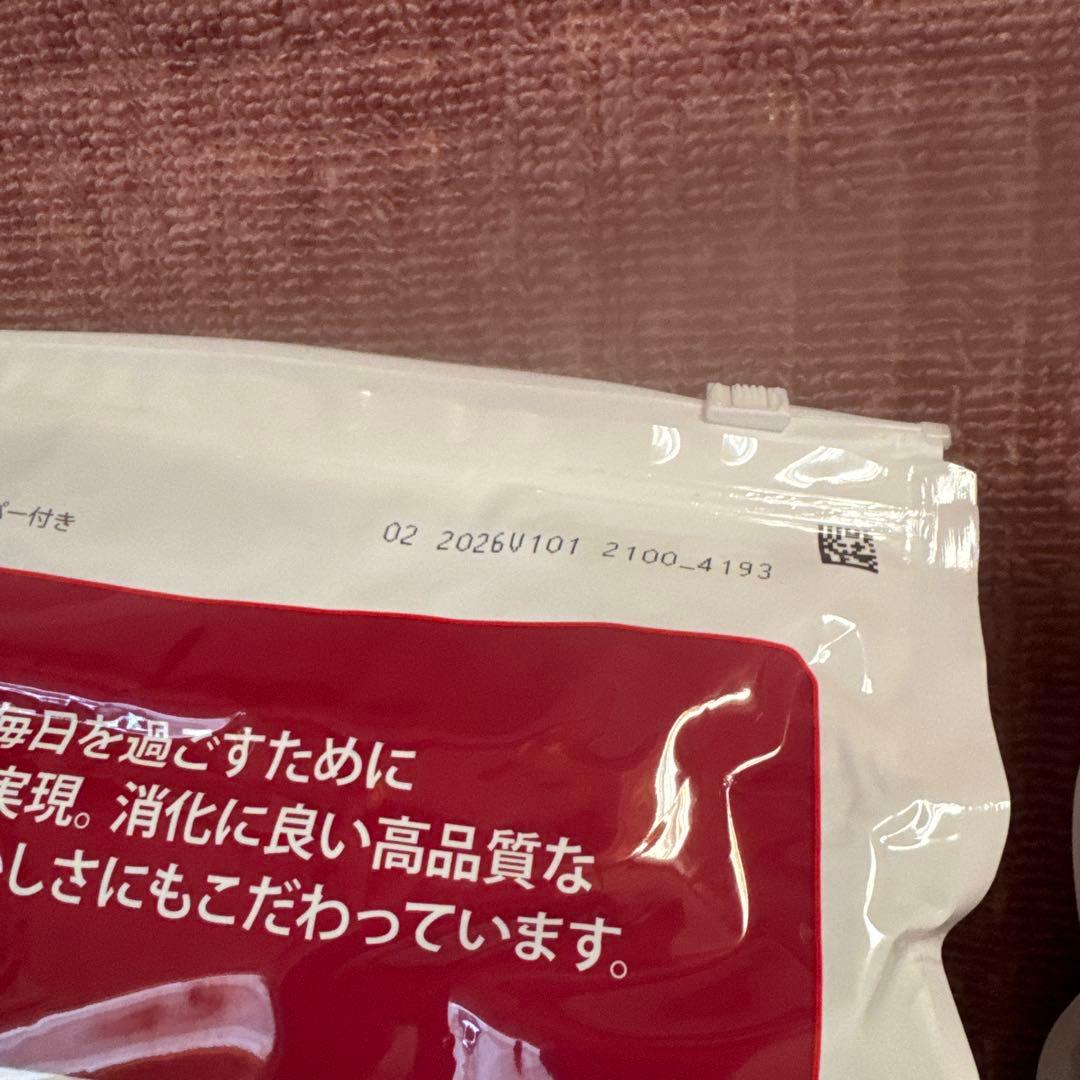 パー付き
02 2026V101 2100_4193
毎日を過ごすために
実現。消化に良い高品質な
しさにもこだわっています。